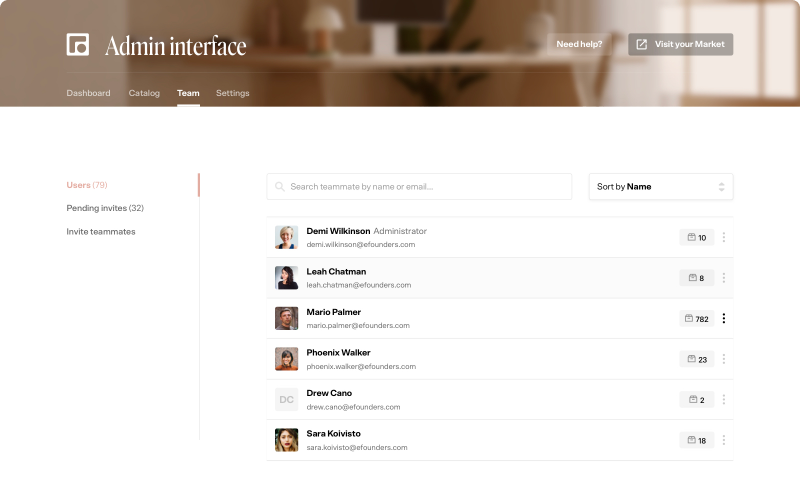 Admin interface
Need help?
Visit your Market
Dashboard Catalog Team Settings
Users (79)
Pending invites (32)
Invite teammates
Search teammate by name or email...
Sort by Name
Demi Wilkinson Administrator
demi.wilkinson@efounders.com
10
Leah Chatman
leah.chatman@efounders.com
8
Mario Palmer
mario.palmer@efounders.com
782
Phoenix Walker
phoenix.walker@efounders.com
23
DC
Drew Cano
drew.cano@efounders.com
2
Sara Koivisto
sara.koivisto@efounders.com
18